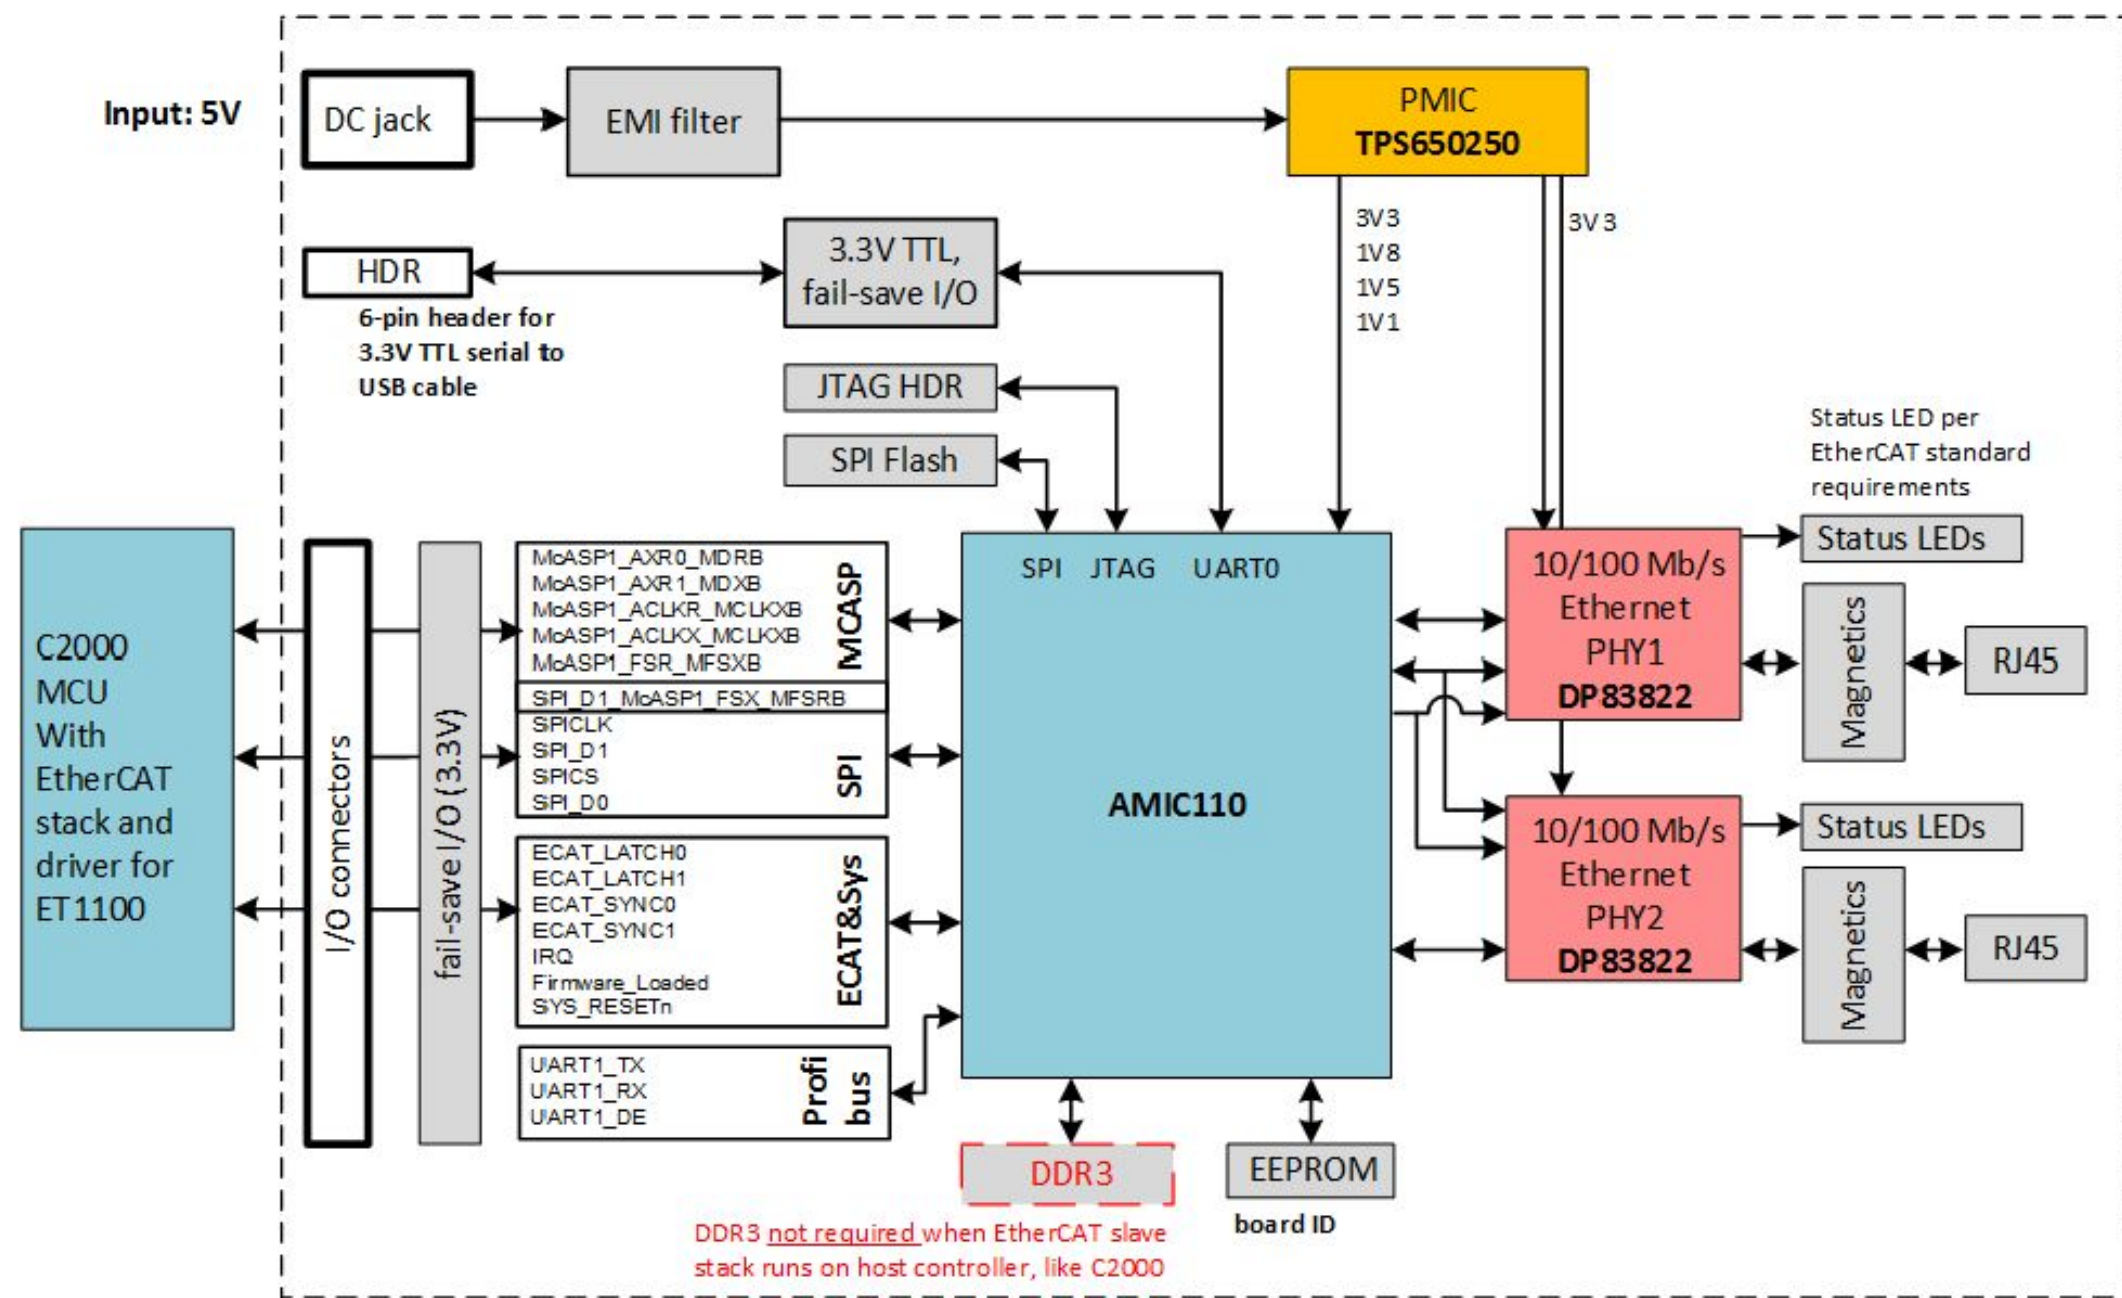 Input: 5V
DC jack
EMI filter
PMIC
TPS650250
3V3
1V8
1V5
1V1
3V3
HDR
6-pin header for
3.3V TTL serial to
USB cable
3.3V TTL,
fail-save I/O
JTAG HDR
SPI Flash
Status LED per
EtherCAT standard
requirements
C2000
MCU
With
EtherCAT
stack and
driver for
ET1100
I/O connectors
fail-save I/O (3.3V)
McASP1_AXR0_MDRB
McASP1_AXR1_MDXB
McASP1_ACLKR_MCLKXB
McASP1_ACLKX_MCLKXB
McASP1_FSR_MFSXB
MCASP
SPI_D1_McASP1_FSX_MFSRB
SPICLK
SPI_D1
SPICS
SPI_D0
SPI
ECAT_LATCH0
ECAT_LATCH1
ECAT_SYNC0
ECAT_SYNC1
IRQ
Firmware_Loaded
SYS_RESETn
ECAT&Sys
UART1_TX
UART1_RX
UART1_DE
Profi
bus
SPI JTAG UART0
AMIC110
10/100 Mb/s
Ethernet
PHY1
DP83822
Status LEDs
Magnetics
RJ45
10/100 Mb/s
Ethernet
PHY2
DP83822
Status LEDs
Magnetics
RJ45
DDR3
EEPROM
board ID
DDR3 not required when EtherCAT slave
stack runs on host controller, like C2000